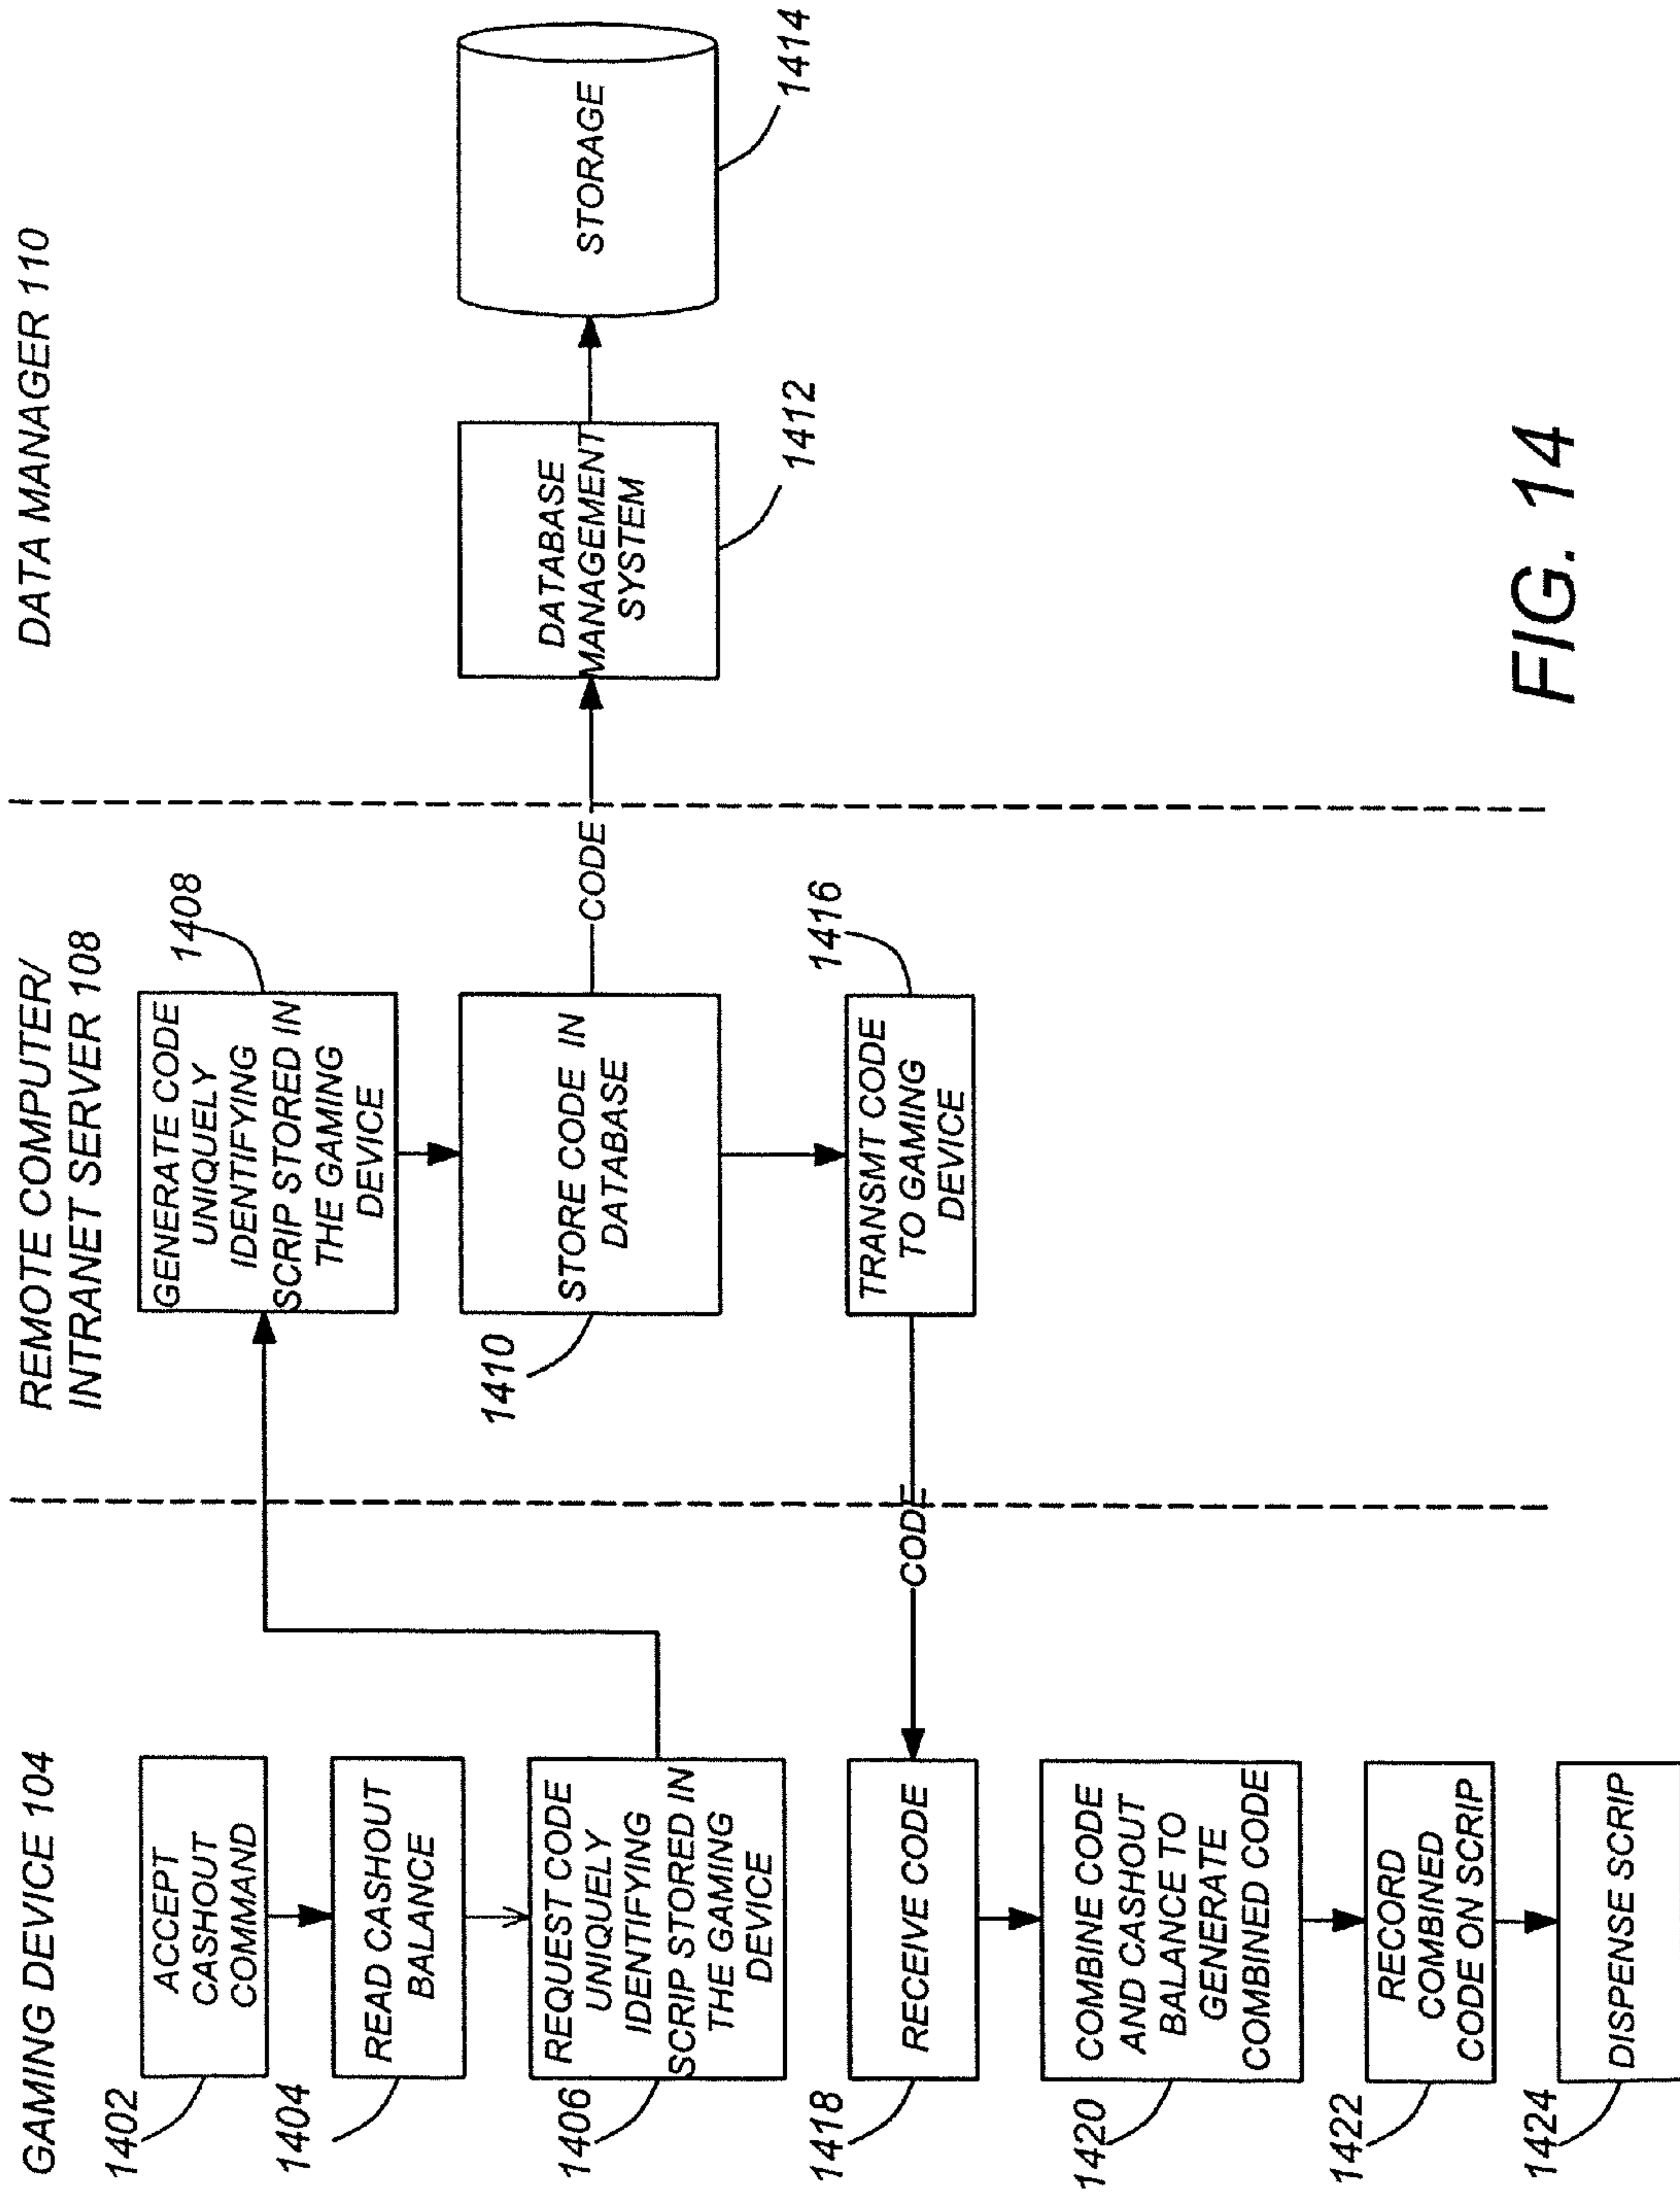 GAMING DEVICE 104
1402
ACCEPT
CASHOUT
COMMAND
1404
READ CASHOUT
BALANCE
1406
REQUEST CODE
UNIQUELY
IDENTIFYING
SCRIP STORED IN
THE GAMING
DEVICE
1418
RECEIVE CODE
1420
COMBINE CODE
AND CASHOUT
BALANCE TO
GENERATE
COMBINED CODE
1422
RECORD
COMBINED
CODE ON SCRIP
1424
DISPENSE SCRIP
CODE
REMOTE COMPUTER/
INTRANET SERVER 108
1408
GENERATE CODE
UNIQUELY
IDENTIFYING
SCRIP STORED IN
THE GAMING
DEVICE
1410
STORE CODE IN
DATABASE
1416
TRANSMT CODE
TO GAMING
DEVICE
CODE
DATA MANAGER 110
DATABASE
MANAGEMENT
SYSTEM
1412
STORAGE
1414
FIG. 14